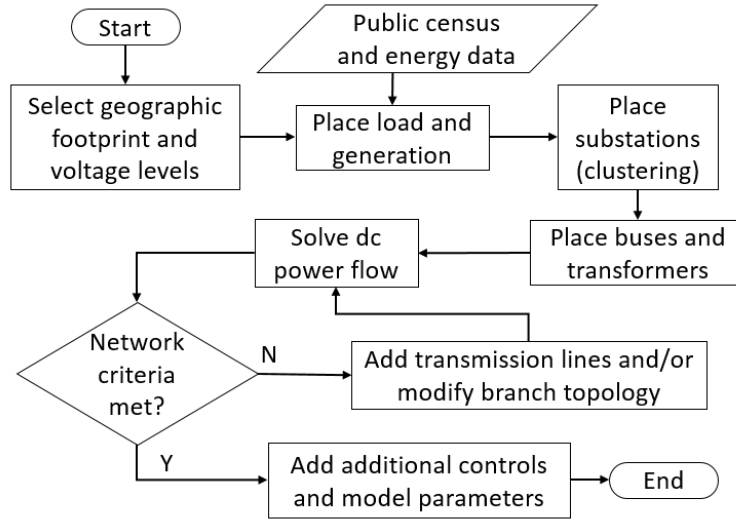 Start
Public census
and energy data
Select geographic
footprint and
voltage levels
Place load and
generation
Place
substations
(clustering)
Place buses and
transformers
Solve dc
power flow
Network
criteria
met?
N
Add transmission lines and/or
modify branch topology
Y
Add additional controls
and model parameters
End